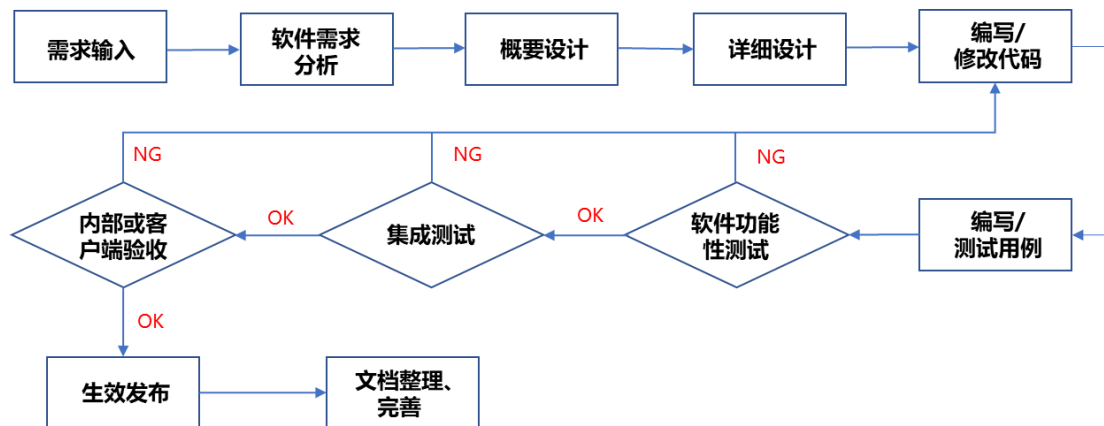 需求输入
软件需求
分析
概要设计
详细设计
编写/
修改代码
NG
NG
NG
内部或客
户端验收
OK
集成测试
OK
软件功能
性测试
编写/
测试用例
OK
生效发布
文档整理、
完善